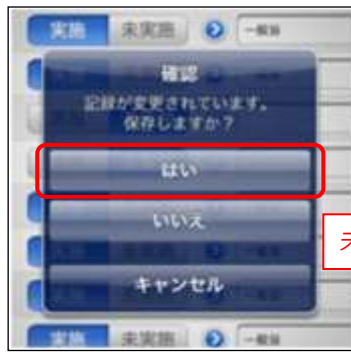 実施 未実施 一般浴
確認
記録が変更されています。
保存しますか？
はい
いいえ
キャンセル
実施 未実施 一般浴